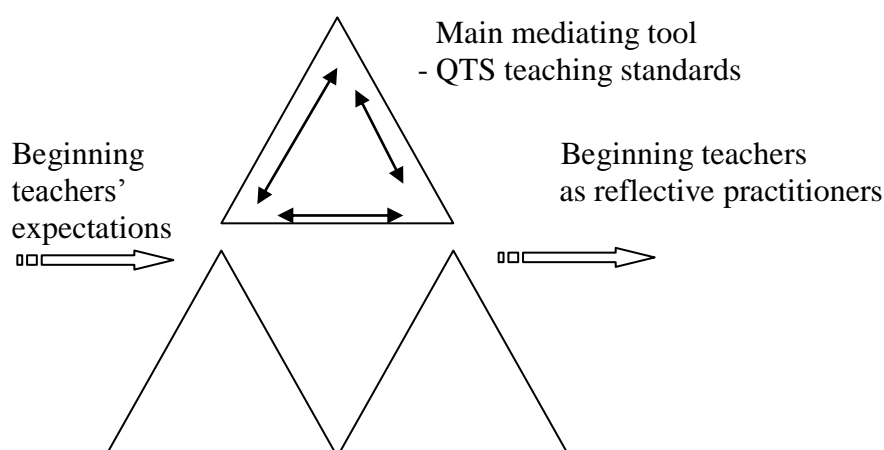 Main mediating tool
- QTS teaching standards
Beginning
teachers’
expectations
Beginning teachers
as reflective practitioners